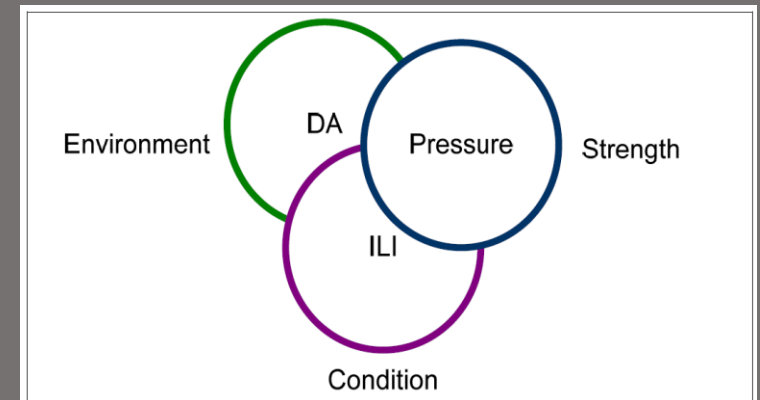 DA
Pressure
Environment
Strength
ILI
Condition